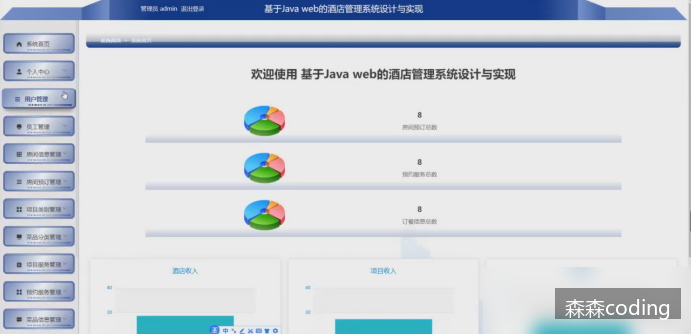 管理员 admin 退出登录
基于Java web的酒店管理系统设计与实现
系统首页
个人中心
用户管理
员工管理
房间信息管理
房间预订管理
项目类别管理
菜品分类管理
项目服务管理
预约服务管理
菜品信息管理
欢迎使用 基于Java web的酒店管理系统设计与实现
8
房间预订总数
8
预约服务总数
8
订餐信息总数
酒店收入
项目收入
中
森森coding